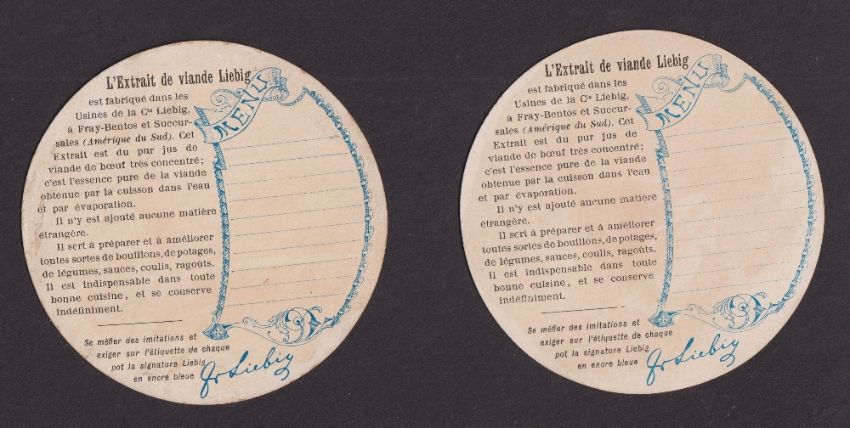 L'Extrait de viande Liebig
est fabriqué dans les
Usines de la Cie Liebig,
à Fray-Bentos et Succur-
sales (Amérique du Sud). Cet
Extrait est du pur jus de
viande de bœuf très concentré;
c'est l'essence pure de la viande
obtenue par la cuisson dans l'eau
et par évaporation.
Il n'y est ajouté aucune matière
étrangère.
Il sert à préparer et à améliorer
toutes sortes de bouillons, de potages,
de légumes, sauces, coulis, ragoûts.
Il est indispensable dans toute
bonne cuisine, et se conserve
indéfiniment.
Se méfier des imitations et
exiger sur l'étiquette de chaque
pot la signature Liebig
en encre bleue
Jv Liebig
MENU
L'Extrait de viande Liebig
est fabriqué dans les
Usines de la Cie Liebig,
à Fray-Bentos et Succur-
sales (Amérique du Sud). Cet
Extrait est du pur jus de
viande de bœuf très concentré;
c'est l'essence pure de la viande
obtenue par la cuisson dans l'eau
et par évaporation.
Il n'y est ajouté aucune matière
étrangère.
Il sert à préparer et à améliorer
toutes sortes de bouillons, de potages,
de légumes, sauces, coulis, ragoûts.
Il est indispensable dans toute
bonne cuisine, et se conserve
indéfiniment.
Se méfier des imitations et
exiger sur l'étiquette de chaque
pot la signature Liebig
en encre bleue
Jv Liebig
MENU